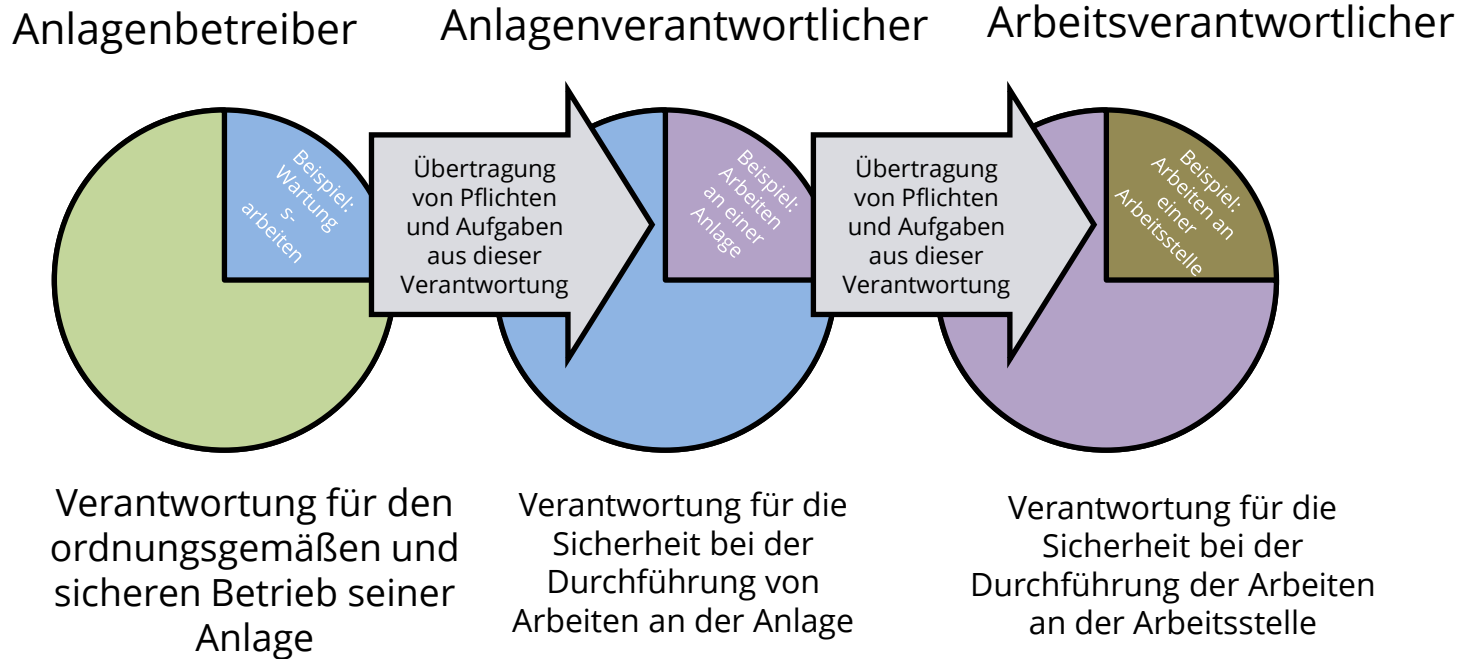 Anlagenbetreiber
Anlagenverantwortlicher
Arbeitsverantwortlicher
Beispiel:
Wartung
s-
arbeiten
Übertragung
von Pflichten
und Aufgaben
aus dieser
Verantwortung
Beispiel:
Arbeiten
an einer
Anlage
Übertragung
von Pflichten
und Aufgaben
aus dieser
Verantwortung
Beispiel:
Arbeiten an
einer
Arbeitsstelle
Verantwortung für den
ordnungsgemäßen und
sicheren Betrieb seiner
Anlage
Verantwortung für die
Sicherheit bei der
Durchführung von
Arbeiten an der Anlage
Verantwortung für die
Sicherheit bei der
Durchführung der Arbeiten
an der Arbeitsstelle